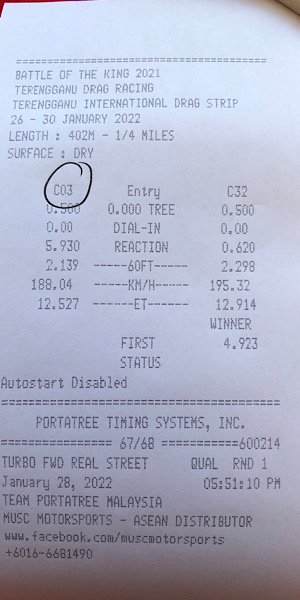 BATTLE OF THE KING 2021
TERENGGANU DRAG RACING
TERENGGANU INTERNATIONAL DRAG STRIP
26 - 30 JANUARY 2022
LENGTH : 402M - 1/4 MILES
SURFACE : DRY
C03 Entry C32
0.500 0.000 TREE 0.500
0.00 DIAL-IN 0.00
5.930 REACTION 0.620
2.139 -----60FT----- 2.298
188.04 -----KM/H----- 195.32
12.527 ------ET------ 12.914
WINNER
FIRST 4.923
STATUS
Autostart Disabled
PORTATREE TIMING SYSTEMS, INC.
================ 67/68 ===========600214
TURBO FWD REAL STREET QUAL RND 1
January 28, 2022 05:51:10 PM
TEAM PORTATREE MALAYSIA
MUSC MOTORSPORTS - ASEAN DISTRIBUTOR
www.facebook.com/muscmotorsports
+6016-6681490